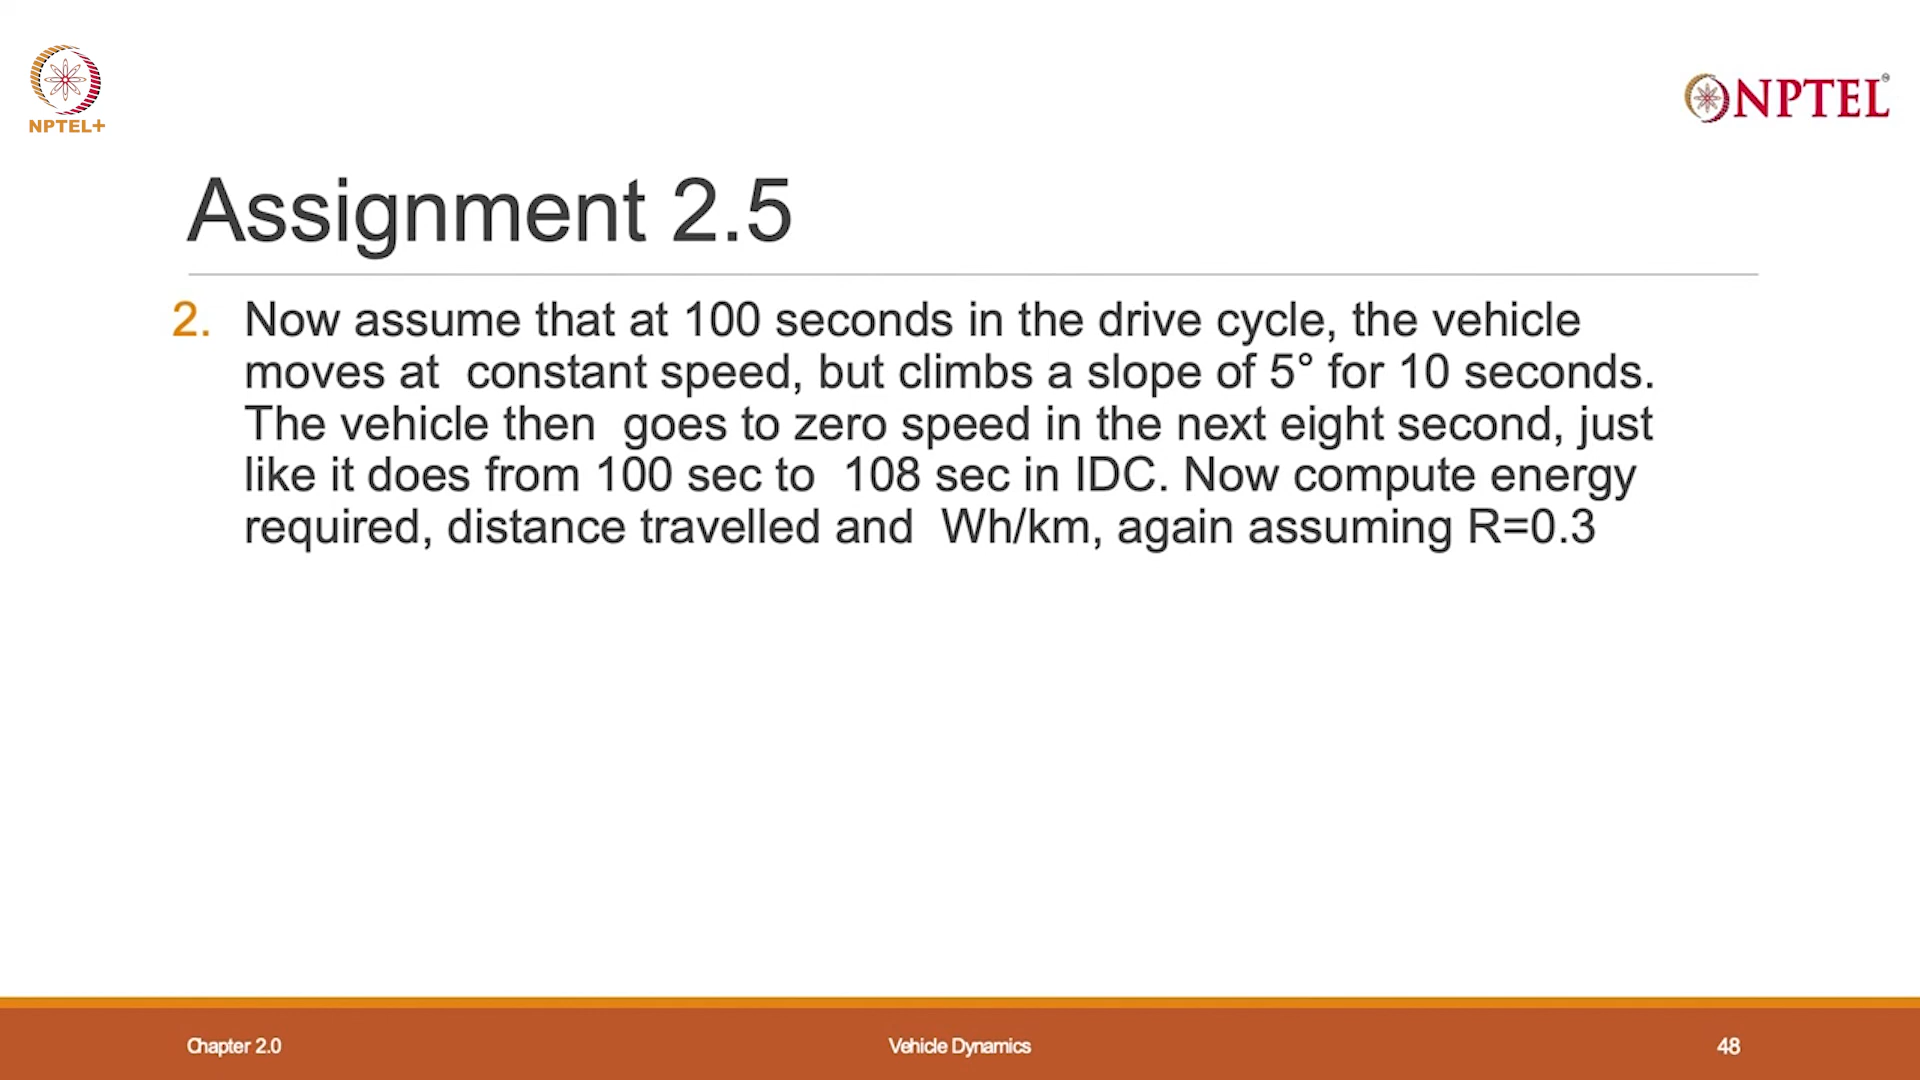 NPTEL+
NPTEL
Assignment 2.5
2. Now assume that at 100 seconds in the drive cycle, the vehicle
moves at constant speed, but climbs a slope of 5° for 10 seconds.
The vehicle then goes to zero speed in the next eight second, just
like it does from 100 sec to 108 sec in IDC. Now compute energy
required, distance travelled and Wh/km, again assuming R=0.3
Chapter 2.0
Vehicle Dynamics
48